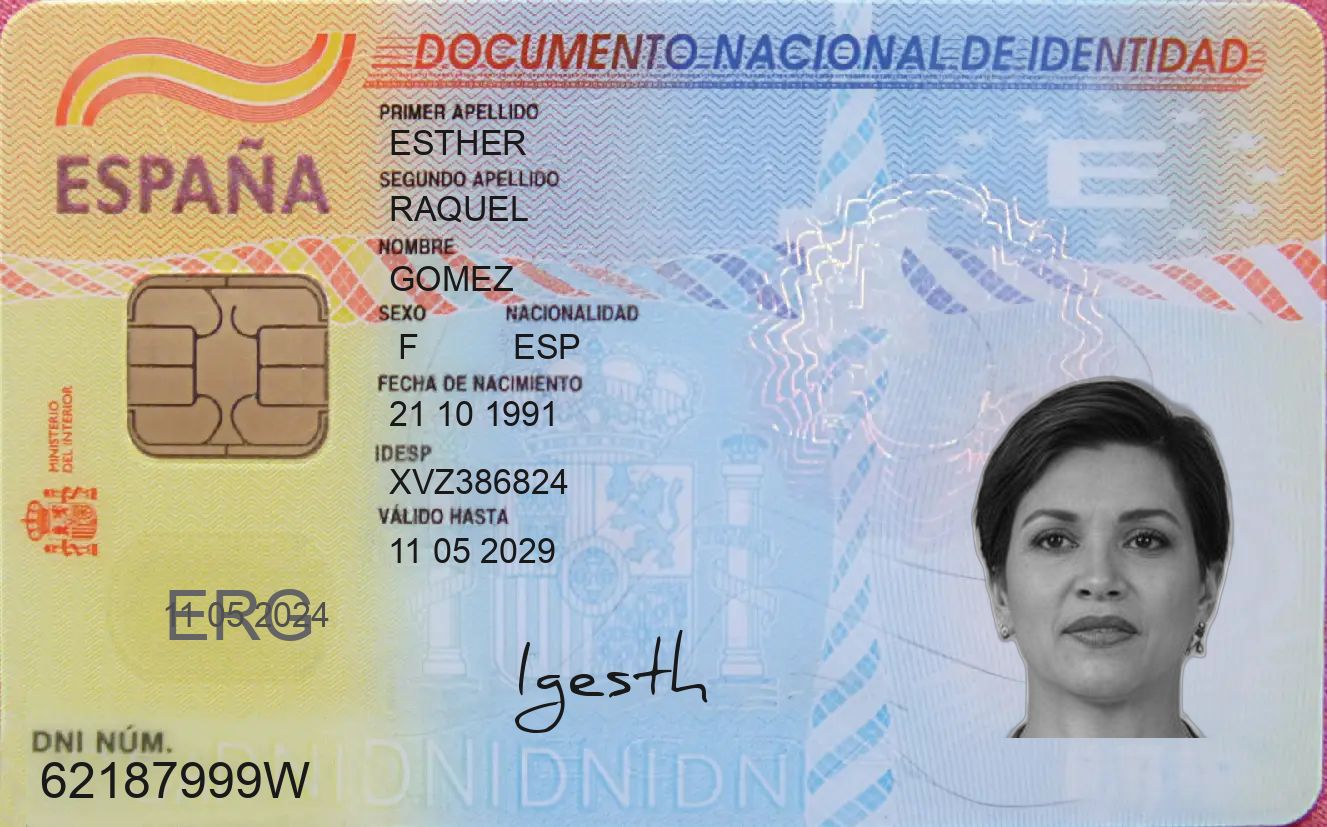 DOCUMENTO NACIONAL DE IDENTIDAD
ESPAÑA
PRIMER APELLIDO
ESTHER
SEGUNDO APELLIDO
RAQUEL
NOMBRE
GOMEZ
SEXO NACIONALIDAD
F ESP
FECHA DE NACIMIENTO
21 10 1991
IDESP
XVZ386824
VÁLIDO HASTA
11 05 2029
MINISTERIO
DEL INTERIOR
ERG
11 05 2024
Igesth
DNI NÚM.
62187999W
DNIDNIDNIDNI
E